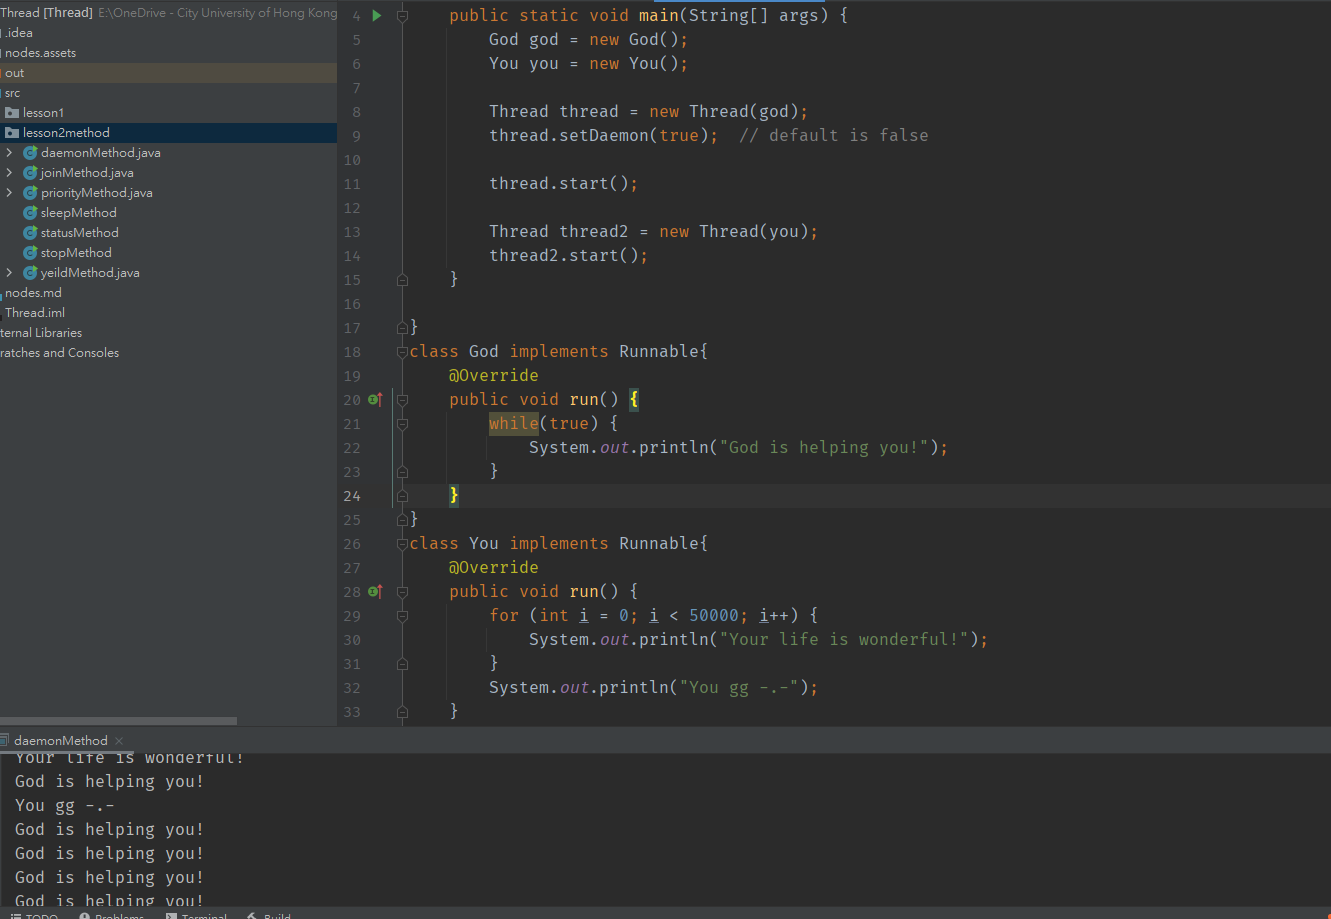 Thread [Thread] E:\OneDrive - City University of Hong Kong
.idea
nodes.assets
out
src
lesson1
lesson2method
daemonMethod.java
joinMethod.java
priorityMethod.java
sleepMethod
statusMethod
stopMethod
yeildMethod.java
nodes.md
Thread.iml
ternal Libraries
ratches and Consoles
4 public static void main(String[] args) {
5 God god = new God();
6 You you = new You();
7
8 Thread thread = new Thread(god);
9 thread.setDaemon(true); // default is false
10
11 thread.start();
12
13 Thread thread2 = new Thread(you);
14 thread2.start();
15 }
16
17 }
18 class God implements Runnable{
19 @Override
20 public void run() {
21 while(true) {
22 System.out.println("God is helping you!");
23 }
24 }
25 }
26 class You implements Runnable{
27 @Override
28 public void run() {
29 for (int i = 0; i < 50000; i++) {
30 System.out.println("Your life is wonderful!");
31 }
32 System.out.println("You gg -.-");
33 }
daemonMethod
Your life is wonderful!
God is helping you!
You gg -.-
God is helping you!
God is helping you!
God is helping you!
God is helping you!
TODO Problems Terminal Build